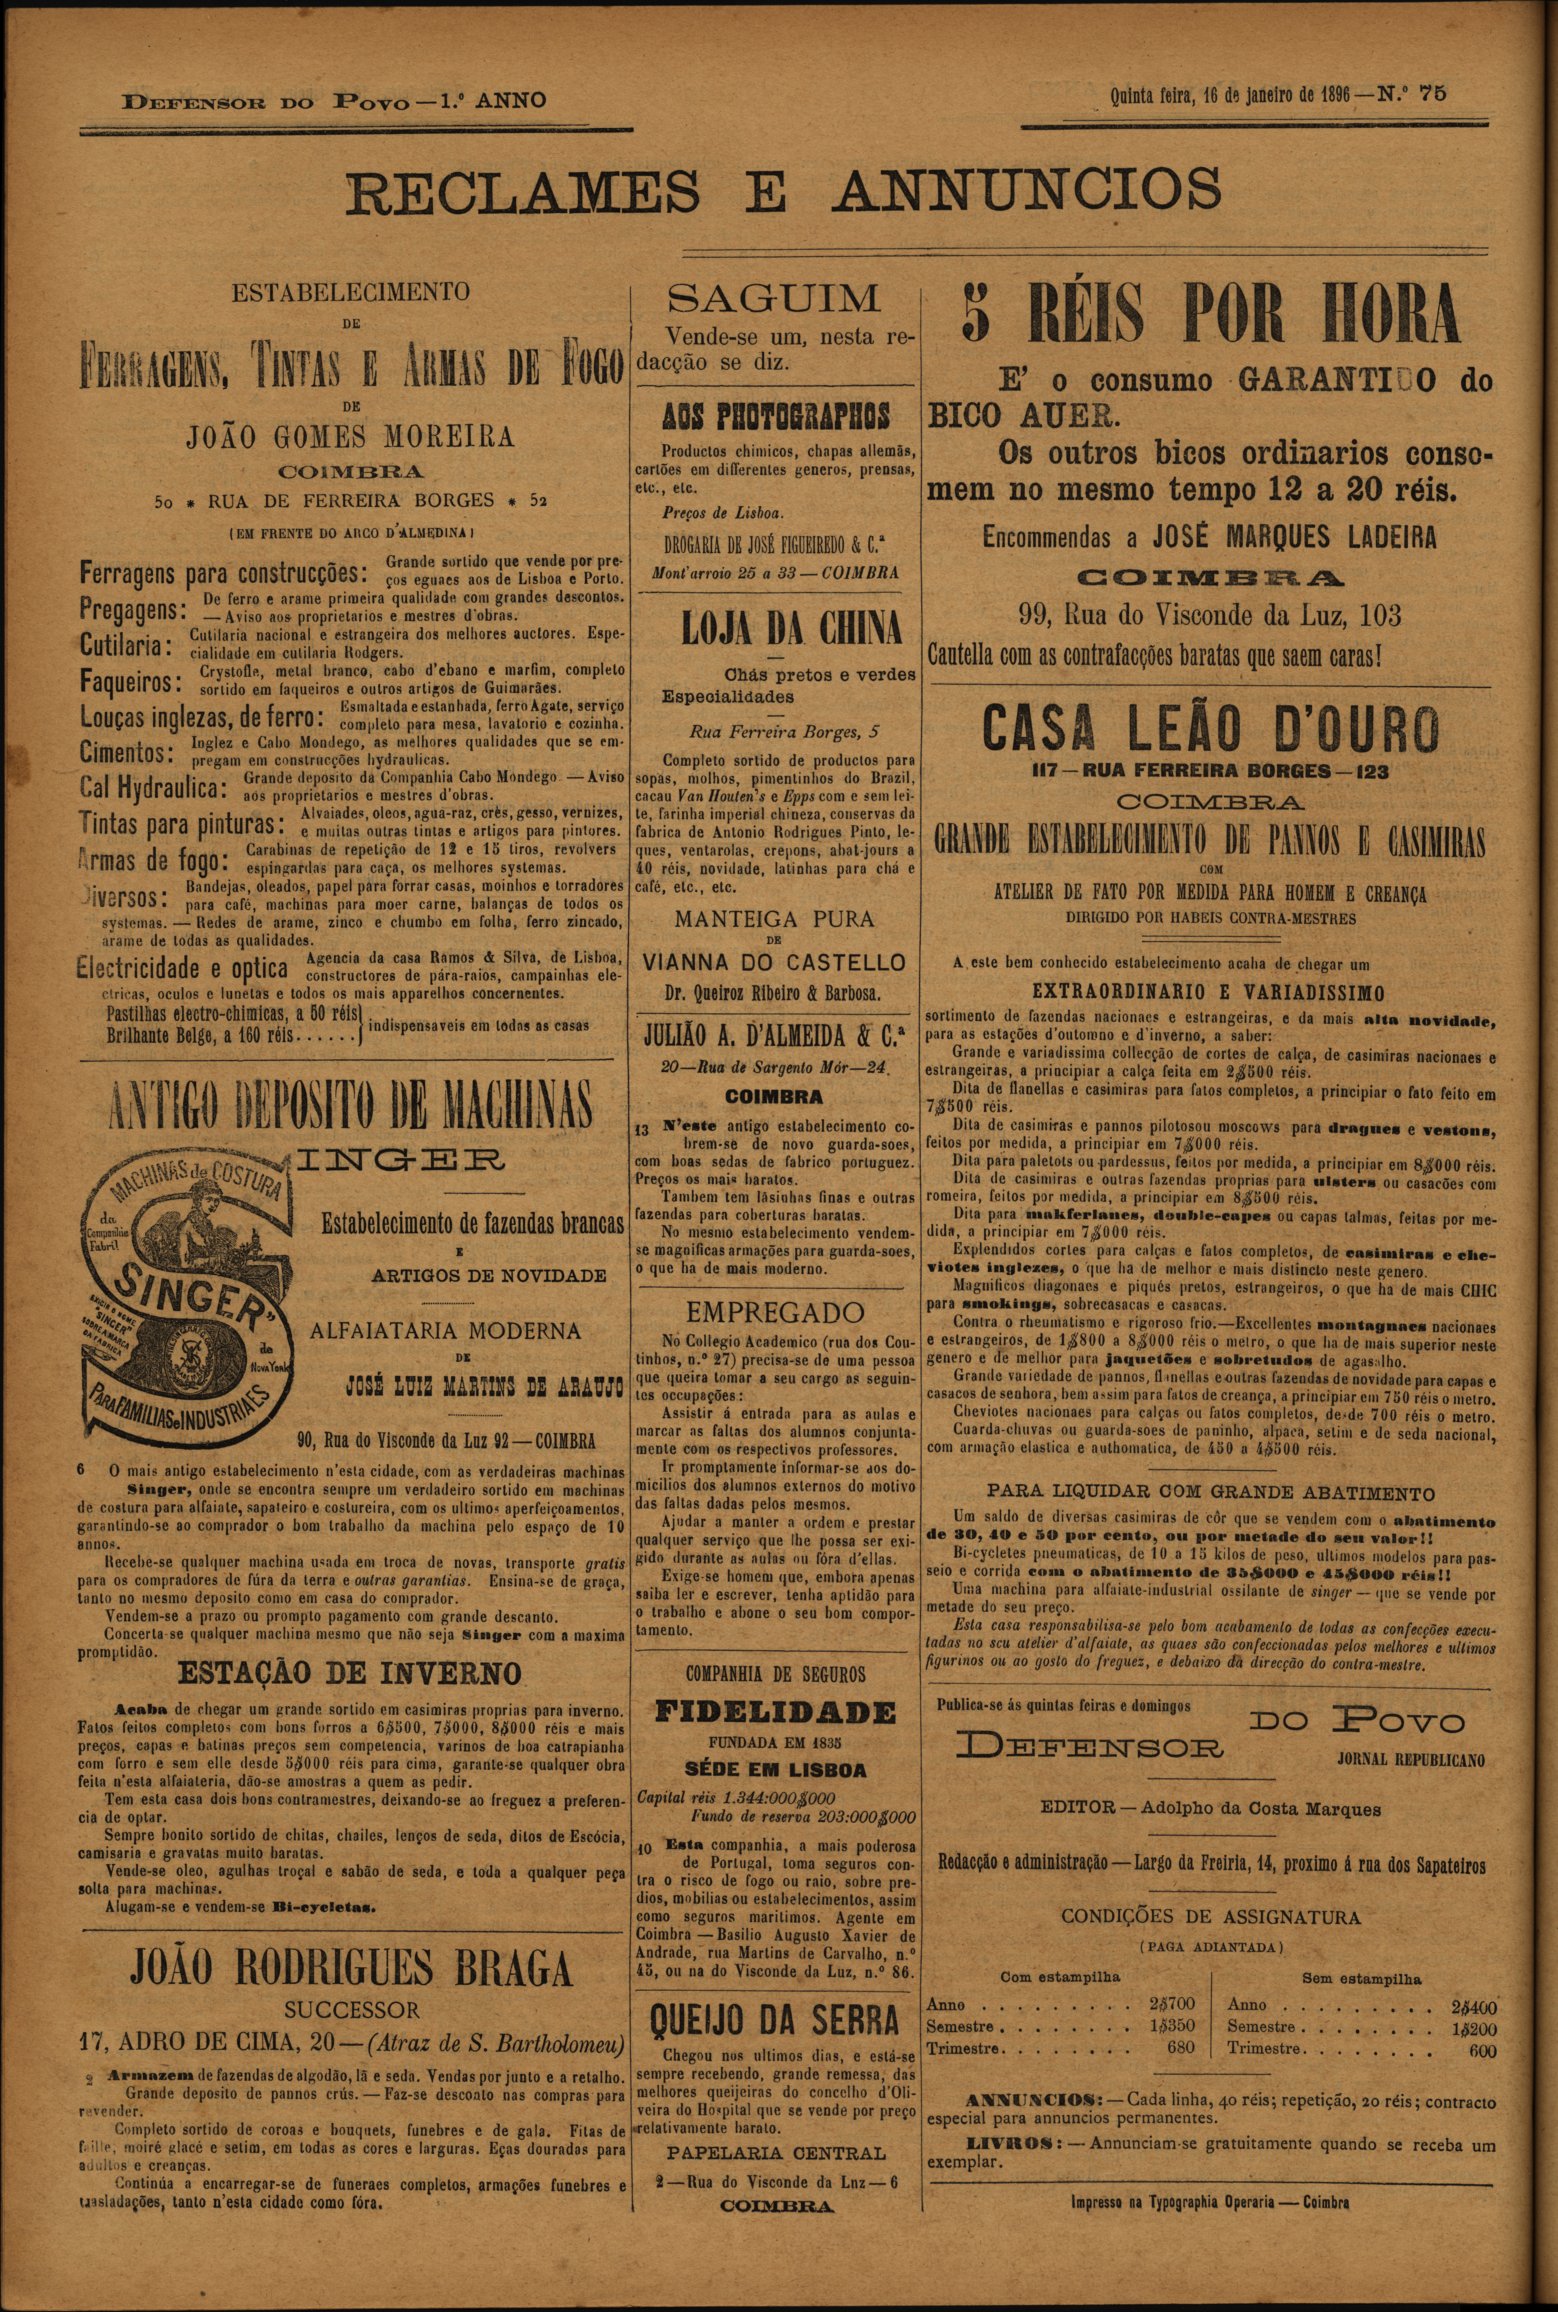 DEFENSOR DO POVO — 1.º ANNO
Quinta feira, 16 de janeiro de 1896 — N.º 75
RECLAMES E ANNUNCIOS
ESTABELECIMENTO
DE
FERRAGENS, TINTAS E ARMAS DE FOGO
DE
JOÃO GOMES MOREIRA
COIMBRA
50 * RUA DE FERREIRA BORGES * 52
(EM FRENTE DO ARCO D'ALMEDINA)
Ferragens para construcções: Grande sortido que vende por pre-
ços eguaes aos de Lisboa e Porto.
Pregagens: De ferro e arame primeira qualidade com grandes descontos.
— Aviso aos proprietarios e mestres d'obras.
Cutilaria: Cutilaria nacional e estrangeira dos melhores auctores. Espe-
cialidade em cutilaria Rodgers.
Faqueiros: Crystofle, metal branco, cabo d'ebano e marfim, completo
sortido em faqueiros e outros artigos de Guimarães.
Louças inglezas, de ferro: Esmaltada e estanhada, ferro Agate, serviço
completo para mesa, lavatorio e cozinha.
Cimentos: Inglez e Cabo Mondego, as melhores qualidades que se em-
pregam em construcções hydraulicas.
Cal Hydraulica: Grande deposito da Companhia Cabo Mondego — Aviso
aos proprietarios e mestres d'obras.
Tintas para pinturas: Alvaiades, oleos, agua-raz, crés, gesso, vernizes,
e muitas outras tintas e artigos para pintores.
Armas de fogo: Carabinas de repetição de 12 e 15 tiros, revolvers
espingardas para caça, os melhores systemas.
Diversos: Bandejas, oleados, papel para forrar casas, moinhos e torradores
para café, machinas para moer carne, balanças de todos os
systemas. — Redes de arame, zinco e chumbo em folha, ferro zincado,
arame de todas as qualidades.
Electricidade e optica Agencia da casa Ramos & Silva, de Lisboa,
constructores de pára-raios, campainhas ele-
ctricas, oculos e lunetas e todos os mais apparelhos concernentes.
Pastilhas electro-chimicas, a 50 réis
Brilhante Belge, a 160 réis...... } indispensaveis em todas as casas
ANTIGO DEPOSITO DE MACHINAS
SINGER
MACHINAS de COSTURA
da Companhia Fabril
"SINGER"
EXIGIR O NOME "SINGER" SOBRE A MARCA DA FABRICA
de Nova York
PARA FAMILIAS e INDUSTRIAES
Estabelecimento de fazendas brancas
E
ARTIGOS DE NOVIDADE
ALFAIATARIA MODERNA
DE
JOSÉ LUIZ MARTINS DE ARAUJO
90, Rua do Visconde da Luz 92 — COIMBRA
6 O mais antigo estabelecimento n'esta cidade, com as verdadeiras machinas
Singer, onde se encontra sempre um verdadeiro sortido em machinas
de costura para alfaiate, sapateiro e costureira, com os ultimos aperfeiçoamentos,
garantindo-se ao comprador o bom trabalho da machina pelo espaço de 10
annos.
Recebe-se qualquer machina usada em troca de novas, transporte gratis
para os compradores de fúra da terra e outras garantias. Ensina-se de graça,
tanto no mesmo deposito como em casa do comprador.
Vendem-se a prazo ou prompto pagamento com grande descanto.
Concerta-se qualquer machina mesmo que não seja Singer com a maxima
promptidão.
ESTAÇÃO DE INVERNO
Acaba de chegar um grande sortido em casimiras proprias para inverno.
Fatos feitos completos com bons forros a 6$500, 7$000, 8$000 réis e mais
preços, capas e batinas preços sem competencia, varinos de boa catrapianha
com forro e sem elle desde 5$000 réis para cima, garante-se qualquer obra
feita n'esta alfaiateria, dão-se amostras a quem as pedir.
Tem esta casa dois bons contramestres, deixando-se ao freguez a preferen-
cia de optar.
Sempre bonito sortido de chitas, chailes, lenços de seda, ditos de Escócia,
camisaria e gravatas muito baratas.
Vende-se oleo, agulhas troçal e sabão de seda, e toda a qualquer peça
solta para machinas.
Alugam-se e vendem-se Bi-cycletas.
JOÃO RODRIGUES BRAGA
SUCCESSOR
17, ADRO DE CIMA, 20 — (Atraz de S. Bartholomeu)
2 Armazem de fazendas de algodão, lã e seda. Vendas por junto e a retalho.
Grande deposito de pannos crús. — Faz-se desconto nas compras para
revender.
Completo sortido de coroas e bouquets, funebres e de gala. Fitas de
faille, moiré glacé e setim, em todas as cores e larguras. Eças douradas para
adultos e creanças.
Continúa a encarregar-se de funeraes completos, armações funebres e
trasladações, tanto n'esta cidade como fóra.
SAGUIM
Vende-se um, nesta re-
dacção se diz.
AOS PHOTOGRAPHOS
Productos chimicos, chapas allemãs,
cartões em differentes generos, prensas,
etc., etc.
Preços de Lisboa.
DROGARIA DE JOSÉ FIGUEIREDO & C.ª
Mont'arroio 25 a 33 — COIMBRA
LOJA DA CHINA
Chás pretos e verdes
Especialidades
Rua Ferreira Borges, 5
Completo sortido de productos para
sopas, molhos, pimentinhos do Brazil,
cacau Van Houten's e Epps com e sem lei-
te, farinha imperial chineza, conservas da
fabrica de Antonio Rodrigues Pinto, le-
ques, ventarolas, crepons, abat-jours a
40 réis, novidade, latinhas para chá e
café, etc., etc.
MANTEIGA PURA
DE
VIANNA DO CASTELLO
Dr. Queiroz Ribeiro & Barbosa.
JULIÃO A. D'ALMEIDA & C.ª
20—Rua de Sargento Mór—24
COIMBRA
13 N'este antigo estabelecimento co-
brem-se de novo guarda-soes,
com boas sedas de fabrico portuguez.
Preços os mais baratos.
Tambem tem lãsinhas finas e outras
fazendas para coberturas baratas.
No mesmo estabelecimento vendem-
se magnificas armações para guarda-soes,
o que ha de mais moderno.
EMPREGADO
No Collegio Academico (rua dos Cou-
tinhos, n.º 27) precisa-se de uma pessoa
que queira tomar a seu cargo as seguin-
tes occupações:
Assistir á entrada para as aulas e
marcar as faltas dos alumnos conjunta-
mente com os respectivos professores.
Ir promptamente informar-se aos do-
micilios dos alumnos externos do motivo
das faltas dadas pelos mesmos.
Ajudar a manter a ordem e prestar
qualquer serviço que lhe possa ser exi-
gido durante as aulas ou fóra d'ellas.
Exige-se homem que, embora apenas
saiba ler e escrever, tenha aptidão para
o trabalho e abone o seu bom compor-
tamento.
COMPANHIA DE SEGUROS
FIDELIDADE
FUNDADA EM 1835
SÉDE EM LISBOA
Capital réis 1.344:000$000
Fundo de reserva 203:000$000
10 Esta companhia, a mais poderosa
de Portugal, toma seguros con-
tra o risco de fogo ou raio, sobre pre-
dios, mobilias ou estabelecimentos, assim
como seguros maritimos. Agente em
Coimbra — Basilio Augusto Xavier de
Andrade, rua Martins de Carvalho, n.º
45, ou na do Visconde da Luz, n.º 86.
QUEIJO DA SERRA
Chegou nos ultimos dias, e está-se
sempre recebendo, grande remessa, das
melhores queijeiras do concelho d'Oli-
veira do Hospital que se vende por preço
relativamente barato.
PAPELARIA CENTRAL
2 — Rua do Visconde da Lnz — 6
COIMBRA
5 RÉIS POR HORA
E' o consumo GARANTIDO do
BICO AUER.
Os outros bicos ordinarios conso-
mem no mesmo tempo 12 a 20 réis.
Encommendas a JOSÉ MARQUES LADEIRA
COIMBRA
99, Rua do Visconde da Luz, 103
Cautella com as contrafacções baratas que saem caras!
CASA LEÃO D'OURO
117 — RUA FERREIRA BORGES — 123
COIMBRA
GRANDE ESTABELECIMENTO DE PANNOS E CASIMIRAS
COM
ATELIER DE FATO POR MEDIDA PARA HOMEM E CREANÇA
DIRIGIDO POR HABEIS CONTRA-MESTRES
A este bem conhecido estabelecimento acaba de chegar um
EXTRAORDINARIO E VARIADISSIMO
sortimento de fazendas nacionaes e estrangeiras, e da mais alta novidade,
para as estações d'outomno e d'inverno, a saber:
Grande e variadissima collecção de cortes de calça, de casimiras nacionaes e
estrangeiras, a principiar a calça feita em 2$500 réis.
Dita de flanellas e casimiras para fatos completos, a principiar o fato feito em
7$500 réis.
Dita de casimiras e pannos pilotosou moscows para dragues e vestons,
feitos por medida, a principiar em 7$000 réis.
Dita para paletots ou pardessus, feitos por medida, a principiar em 8$000 réis.
Dita de casimiras e outras fazendas proprias para ulsters ou casacões com
romeira, feitos por medida, a principiar em 8$500 réis.
Dita para makferlanes, double-capes ou capas talmas, feitas por me-
dida, a principiar em 7$000 réis.
Explendidos cortes para calças e fatos completos, de casimiras e che-
viotes inglezes, o que ha de melhor e mais distincto neste genero.
Magnificos diagonaes e piqués pretos, estrangeiros, o que ha de mais CHIC
para smokings, sobrecasacas e casacas.
Contra o rheumatismo e rigoroso frio.—Excellentes montagnacs nacionaes
e estrangeiros, de 1$800 a 8$000 réis o metro, o que ha de mais superior neste
genero e de melhor para jaquetões e sobretudos de agasalho.
Grande variedade de pannos, flanellas e outras fazendas de novidade para capas e
casacos de senhora, bem assim para fatos de creança, a principiar em 750 réis o metro.
Cheviotes nacionaes para calças ou fatos completos, desde 700 réis o metro.
Guarda-chuvas ou guarda-soes de paninho, alpaca, setim e de seda nacional,
com armação elastica e authomatica, de 450 a 4$500 réis.
PARA LIQUIDAR COM GRANDE ABATIMENTO
Um saldo de diversas casimiras de côr que se vendem com o abatimento
de 30, 40 e 50 por cento, ou por metade do seu valor!!
Bi-cycletes pneumaticas, de 10 a 15 kilos de peso, ultimos modelos para pas-
seio e corrida com o abatimento de 35$000 e 45$000 réis!!
Uma machina para alfaiate-industrial ossilante de singer — que se vende por
metade do seu preço.
Esta casa responsabilisa-se pelo bom acabamento de todas as confecções execu-
tadas no seu atelier d'alfaiate, as quaes são confeccionadas pelos melhores e ultimos
figurinos ou ao gosto do freguez, e debaixo da direcção do contra-mestre.
Publica-se ás quintas feiras e domingos
DEFENSOR DO POVO
JORNAL REPUBLICANO
EDITOR — Adolpho da Costa Marques
Redacção e administração — Largo da Freiria, 14, proximo á rua dos Sapateiros
CONDIÇÕES DE ASSIGNATURA
(PAGA ADIANTADA)
Com estampilha
Anno . . . . . . . . . 2$700
Semestre . . . . . . . . 1$350
Trimestre . . . . . . . . 680
Sem estampilha
Anno . . . . . . . . . 2$400
Semestre . . . . . . . . 1$200
Trimestre . . . . . . . . 600
ANNUNCIOS: — Cada linha, 40 réis; repetição, 20 réis; contracto
especial para annuncios permanentes.
LIVROS: — Annunciam-se gratuitamente quando se receba um
exemplar.
Impresso na Typographia Operaria — Coimbra